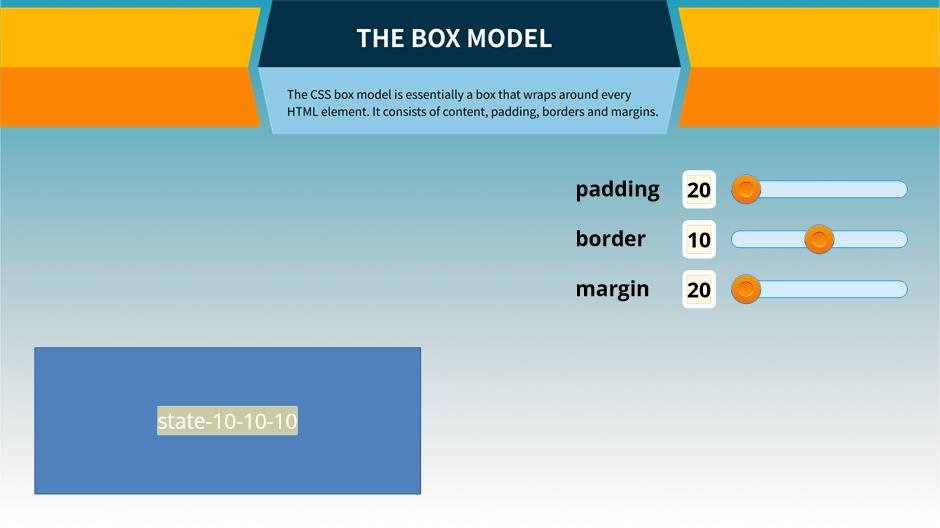 THE BOX MODEL
The CSS box model is essentially a box that wraps around every
HTML element. It consists of content, padding, borders and margins.
padding 20
border 10
margin 20
state-10-10-10